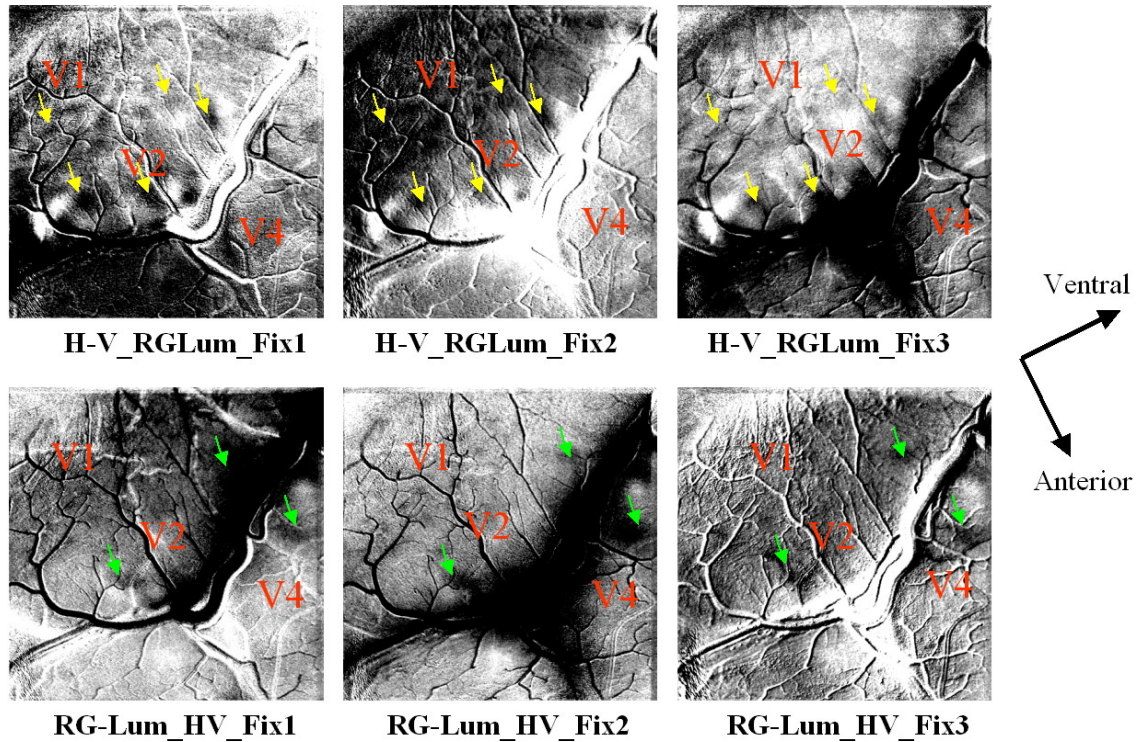 V1
V2
V4
H-V_RGLum_Fix1
V1
V2
V4
H-V_RGLum_Fix2
V1
V2
V4
H-V_RGLum_Fix3
Ventral
Anterior
V1
V2
V4
RG-Lum_HV_Fix1
V1
V2
V4
RG-Lum_HV_Fix2
V1
V2
V4
RG-Lum_HV_Fix3